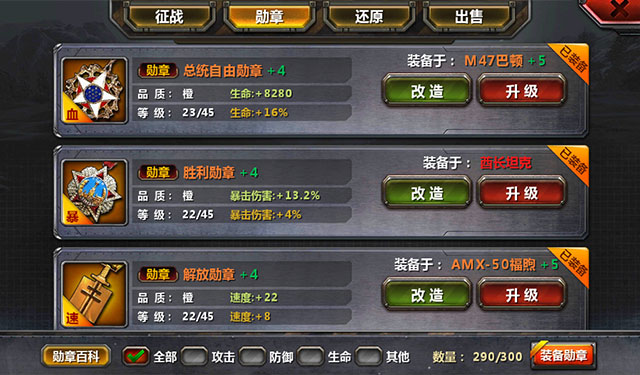 征战 勋章 还原 出售
勋章 总统自由勋章 +4 装备于： M47巴顿 +5 已装备
品 质： 橙 生命:+8280
等 级： 23/45 生命:+16%
血
改造 升级
勋章 胜利勋章 +4 装备于： 酋长坦克 已装备
品 质： 橙 暴击伤害:+13.2%
等 级： 22/45 暴击伤害:+4%
暴
改造 升级
勋章 解放勋章 +4 装备于： AMX-50福煦 +5 已装备
品 质： 橙 速度:+22
等 级： 22/45 速度:+8
速
改造 升级
勋章百科 全部 攻击 防御 生命 其他 数量： 290/300 装备勋章